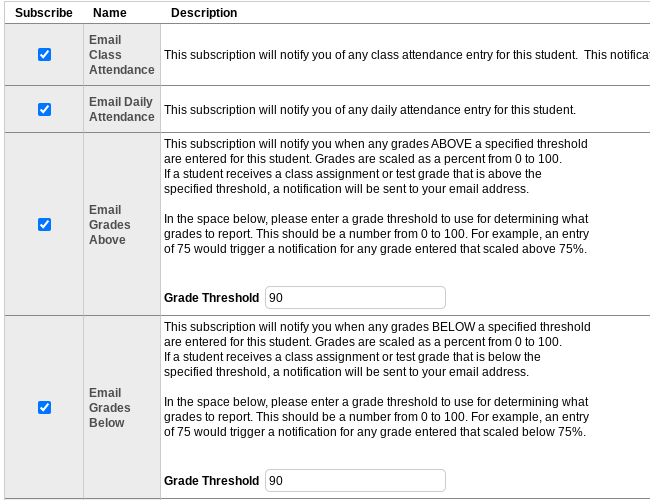 Subscribe Name Description
Email
Class
Attendance
This subscription will notify you of any class attendance entry for this student.  This
Email Daily
Attendance
This subscription will notify you of any daily attendance entry for this student.
Email
Grades
Above
This subscription will notify you when any grades ABOVE a specified threshold
are entered for this student. Grades are scaled as a percent from 0 to 100.
If a student receives a class assignment or test grade that is above the
specified threshold, a notification will be sent to your email address.
In the space below, please enter a grade threshold to use for determining what
grades to report. This should be a number from 0 to 100. For example, an entry
of 75 would trigger a notification for any grade entered that scaled above 75%.
Grade Threshold 90
Email
Grades
Below
This subscription will notify you when any grades BELOW a specified threshold
are entered for this student. Grades are scaled as a percent from 0 to 100.
If a student receives a class assignment or test grade that is below the
specified threshold, a notification will be sent to your email address.
In the space below, please enter a grade threshold to use for determining what
grades to report. This should be a number from 0 to 100. For example, an entry
of 75 would trigger a notification for any grade entered that scaled below 75%.
Grade Threshold 90